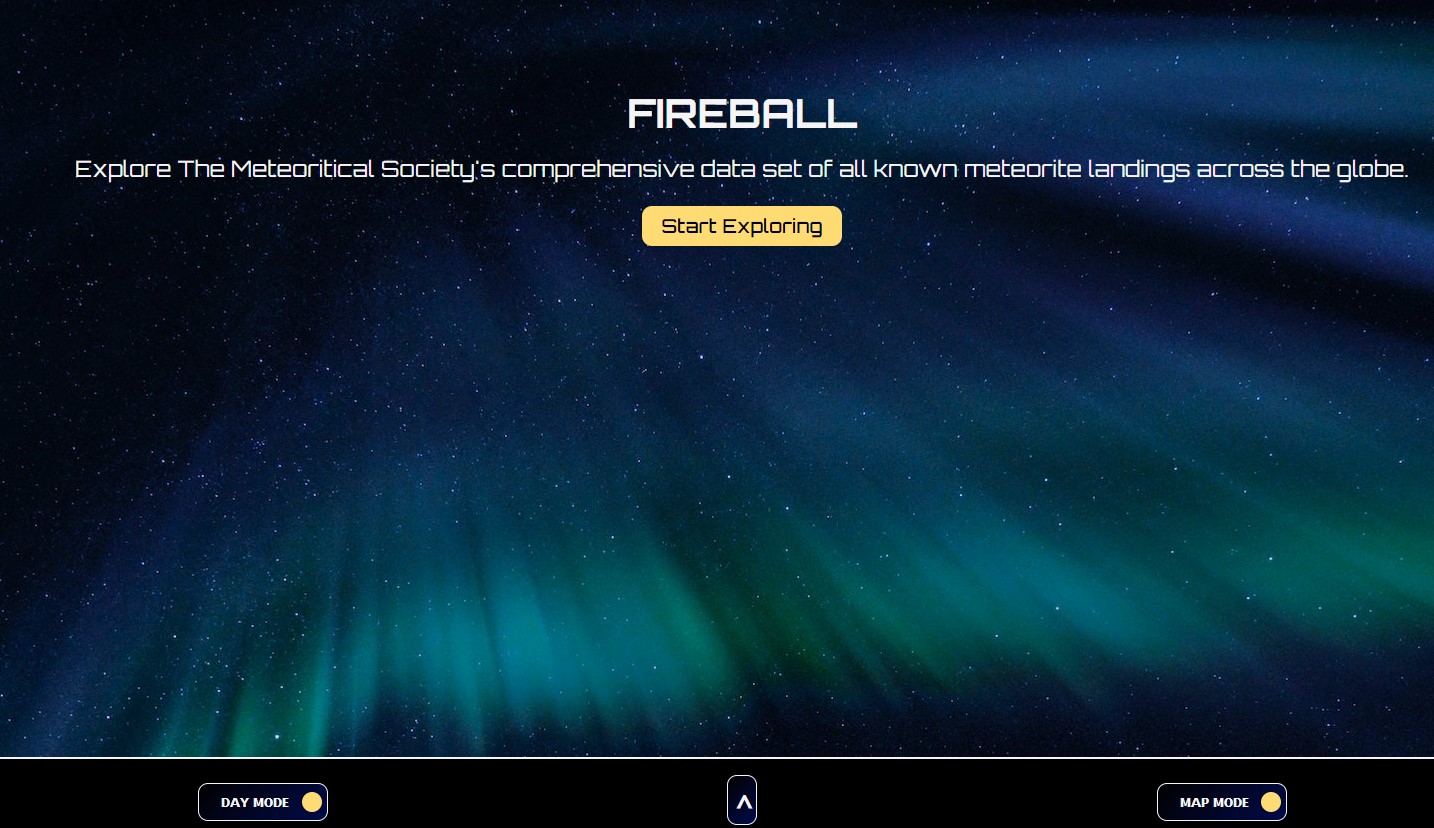 FIREBALL
Explore The Meteoritical Society's comprehensive data set of all known meteorite landings across the globe.
Start Exploring
DAY MODE
^
MAP MODE